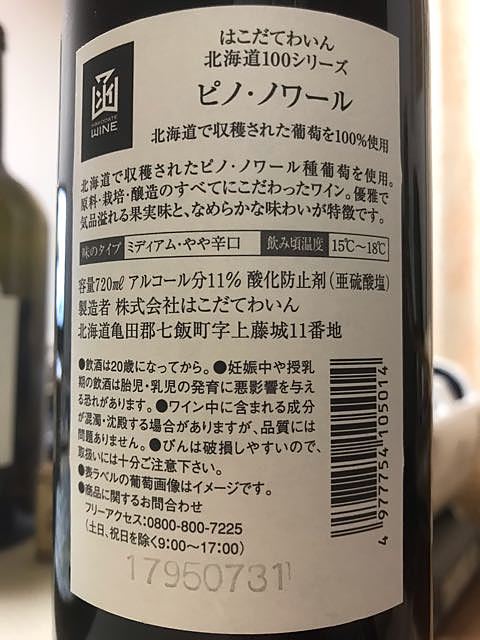 はこだてわいん
北海道100シリーズ
ピノ・ノワール
北海道で収穫された葡萄を100%使用
函
HAKODATE
WINE
北海道で収穫されたピノ・ノワール種葡萄を使用。
原料・栽培・醸造のすべてにこだわったワイン。優雅で
気品溢れる果実味と、なめらかな味わいが特徴です。
味のタイプ ミディアム・やや辛口 飲み頃温度 15℃〜18℃
容量720mℓ アルコール分11% 酸化防止剤(亜硫酸塩)
製造者 株式会社はこだてわいん
北海道亀田郡七飯町字上藤城11番地
●飲酒は20歳になってから。●妊娠中や授乳
期の飲酒は胎児・乳児の発育に悪影響を与え
る恐れがあります。●ワイン中に含まれる成分
が混濁・沈殿する場合がありますが、品質には
問題ありません。●びんは破損しやすいので、
取扱いには十分ご注意下さい。
●表ラベルの葡萄画像はイメージです。
●商品に関するお問合わせ
フリーアクセス:0800-800-7225
(土日、祝日を除く9:00〜17:00)
4 977754 105014
17950731